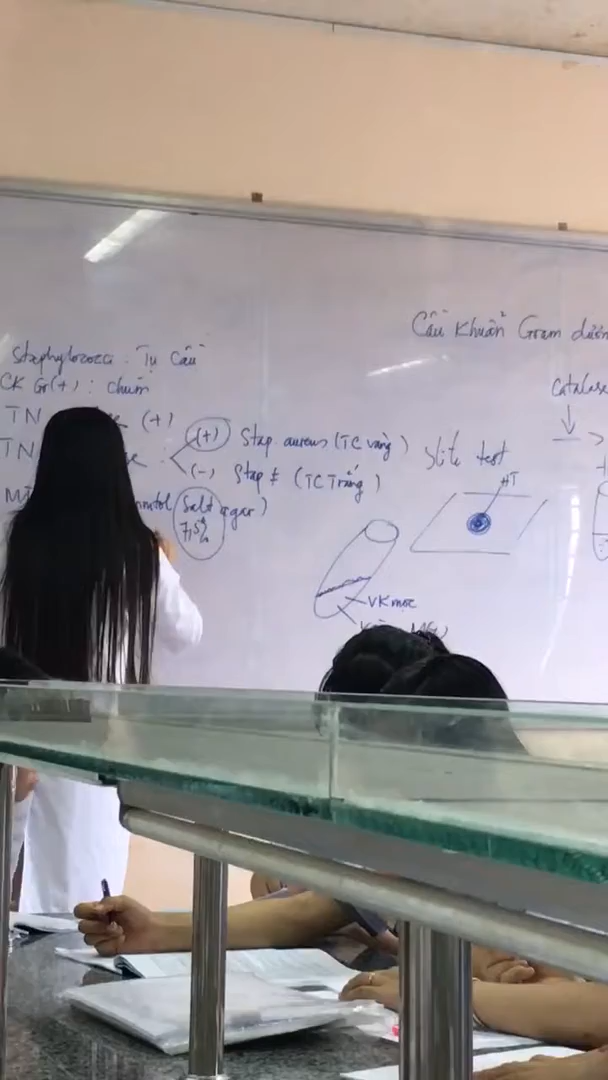 Cầu khuẩn Gram dươn
Staphylococci : Tụ cầu
CK Gr(+) : chùm
TN (+)
TN : (+) Stap aureus (TC vàng)
(-) Stap ≠ (TC Trắng)
(Salt agar)
7,5%
Slide test
HT
VK mọc
Catalase